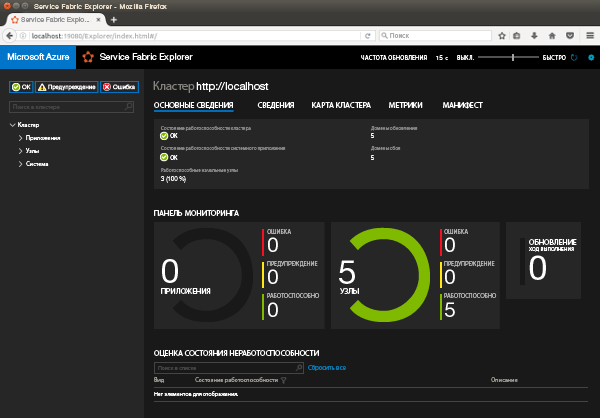 Service Fabric Explorer - Mozilla Firefox
Service Fabric Explo...
localhost:19080/Explorer/index.html#/
Поиск
Microsoft Azure
Service Fabric Explorer
ЧАСТОТА ОБНОВЛЕНИЯ 15 с ВЫКЛ. БЫСТРО
OK Предупреждение Ошибка
Поиск в кластере
Кластер
Приложения
Узлы
Система
Кластер http://localhost
ОСНОВНЫЕ СВЕДЕНИЯ СВЕДЕНИЯ КАРТА КЛАСТЕРА МЕТРИКИ МАНИФЕСТ
Состояние работоспособности кластера
OK
Домены обновления
5
Состояние работоспособности системного приложения
OK
Домены сбоя
5
Работоспособные начальные узлы
3 (100 %)
ПАНЕЛЬ МОНИТОРИНГА
0
ПРИЛОЖЕНИЯ
ОШИБКА
0
ПРЕДУПРЕЖДЕНИЕ
0
РАБОТОСПОСОБНО
0
5
УЗЛЫ
ОШИБКА
0
ПРЕДУПРЕЖДЕНИЕ
0
РАБОТОСПОСОБНО
5
ОБНОВЛЕНИЕ
ХОД ВЫПОЛНЕНИЯ
0
ОЦЕНКА СОСТОЯНИЯ НЕРАБОТОСПОСОБНОСТИ
Поиск в списке
Сбросить все
Вид Состояние работоспособности Описание
Нет элементов для отображения.